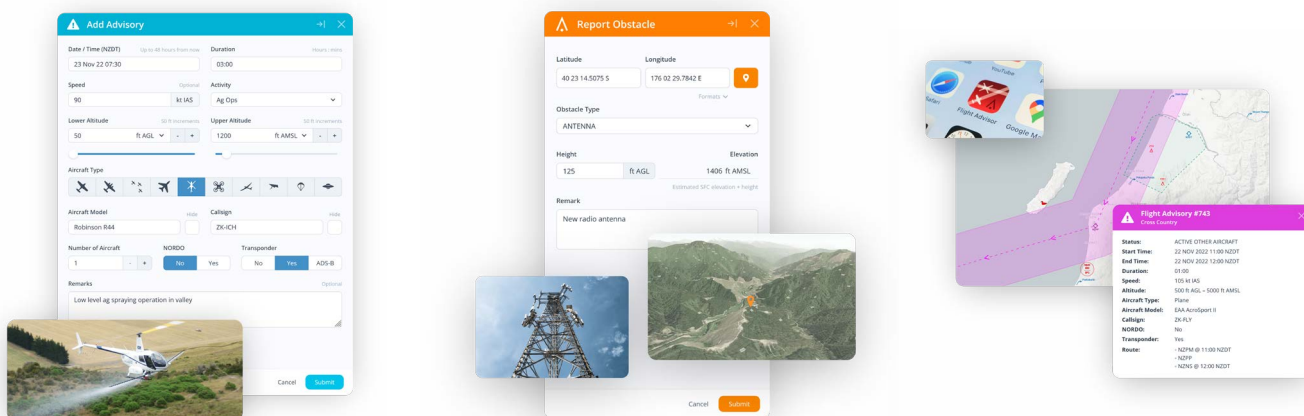 Add Advisory
Date / Time (NZDT) Up to 48 hours from now Duration Hours : Mins
23 Nov 22 07:30 03:00
Speed Optional Activity
90 kt IAS Ag Ops
Lower Altitude 50 ft increments Upper Altitude 50 ft increments
50 ft AGL - + 1200 ft AMSL - +
Aircraft Type
Aircraft Model Hide Callsign Hide
Robinson R44 ZK-ICH
Number of Aircraft NORDO Transponder
1 - + No Yes No Yes ADS-B
Remarks Optional
Low level ag spraying operation in valley
Cancel Submit
Report Obstacle
Latitude Longitude
40 23 14.5075 S 176 02 29.7842 E
Formats
Obstacle Type
ANTENNA
Height Elevation
125 ft AGL 1406 ft AMSL
Estimated SFC elevation + height
Remark
New radio antenna
Cancel Submit
YouTube
Safari Flight Advisor Google M
Flight Advisory #743
Cross Country
Status: ACTIVE OTHER AIRCRAFT
Start Time: 22 NOV 2022 11:00 NZDT
End Time: 22 NOV 2022 12:00 NZDT
Duration: 01:00
Speed: 105 kt IAS
Altitude: 500 ft AGL – 5000 ft AMSL
Aircraft Type: Plane
Aircraft Model: EAA AcroSport II
Callsign: ZK-FLY
NORDO: No
Transponder: Yes
Route: - NZPM @ 11:00 NZDT
- NZPP
- NZNS @ 12:00 NZDT